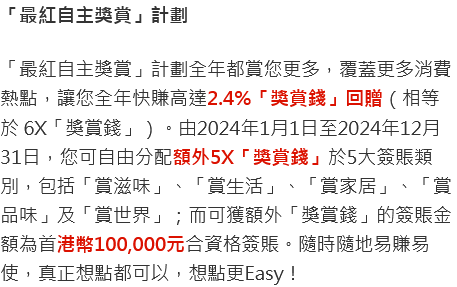 「最紅自主獎賞」計劃
「最紅自主獎賞」計劃全年都賞您更多，覆蓋更多消費
熱點，讓您全年快賺高達2.4%「獎賞錢」回贈（相等
於 6X「獎賞錢」）。由2024年1月1日至2024年12月
31日，您可自由分配額外5X「獎賞錢」於5大簽賬類
別，包括「賞滋味」、「賞生活」、「賞家居」、「賞
品味」及「賞世界」；而可獲額外「獎賞錢」的簽賬金
額為首港幣100,000元合資格簽賬。隨時隨地易賺易
使，真正想點都可以，想點更Easy！